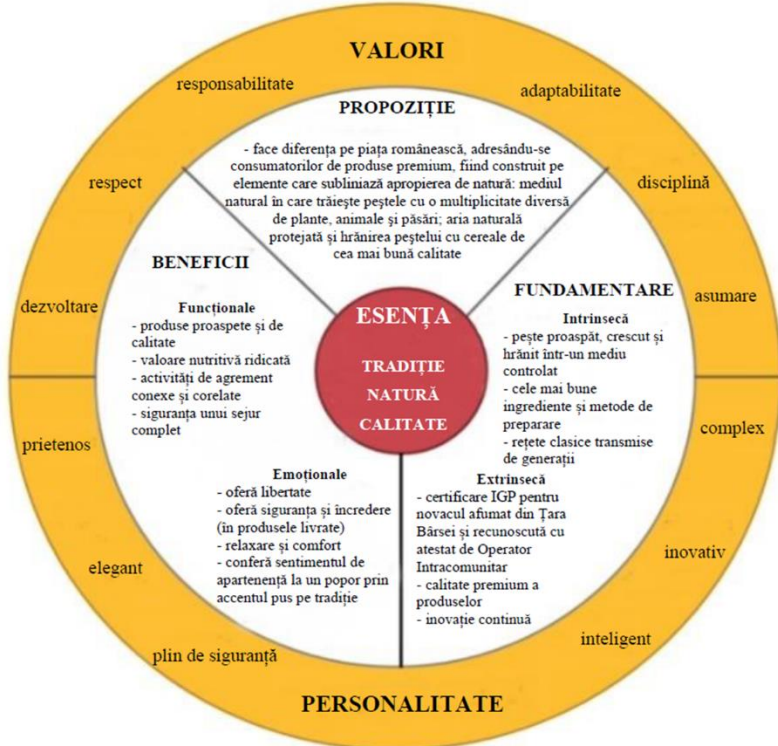 VALORI
responsabilitate
adaptabilitate
respect
disciplină
dezvoltare
asumare
PROPOZIȚIE
- face diferența pe piața românească, adresându-se
consumatorilor de produse premium, fiind construit pe
elemente care subliniază apropierea de natură: mediul
natural în care trăiește peștele cu o multiplicitate diversă
de plante, animale și păsări; aria naturală
protejată și hrănirea peștelui cu cereale de
cea mai bună calitate
BENEFICII
Funcționale
- produse proaspete și de
calitate
- valoare nutritivă ridicată
- activități de agrement
conexe și corelate
- siguranța unui sejur
complet
Emoționale
- oferă libertate
- oferă siguranța și încredere
(în produsele livrate)
- relaxare și comfort
- conferă sentimentul de
apartenență la un popor prin
accentul pus pe tradiție
ESENȚA
TRADIȚIE
NATURĂ
CALITATE
FUNDAMENTARE
Intrinsecă
- pește proaspăt, crescut și
hrănit într-un mediu
controlat
- cele mai bune
ingrediente și metode de
preparare
- rețete clasice transmise
de generații
Extrinsecă
- certificare IGP pentru
novacul afumat din Țara
Bârsei și recunoscută cu
atestat de Operator
Intracomunitar
- calitate premium a
produselor
- inovație continuă
prietenos
complex
elegant
inovativ
plin de siguranță
inteligent
PERSONALITATE